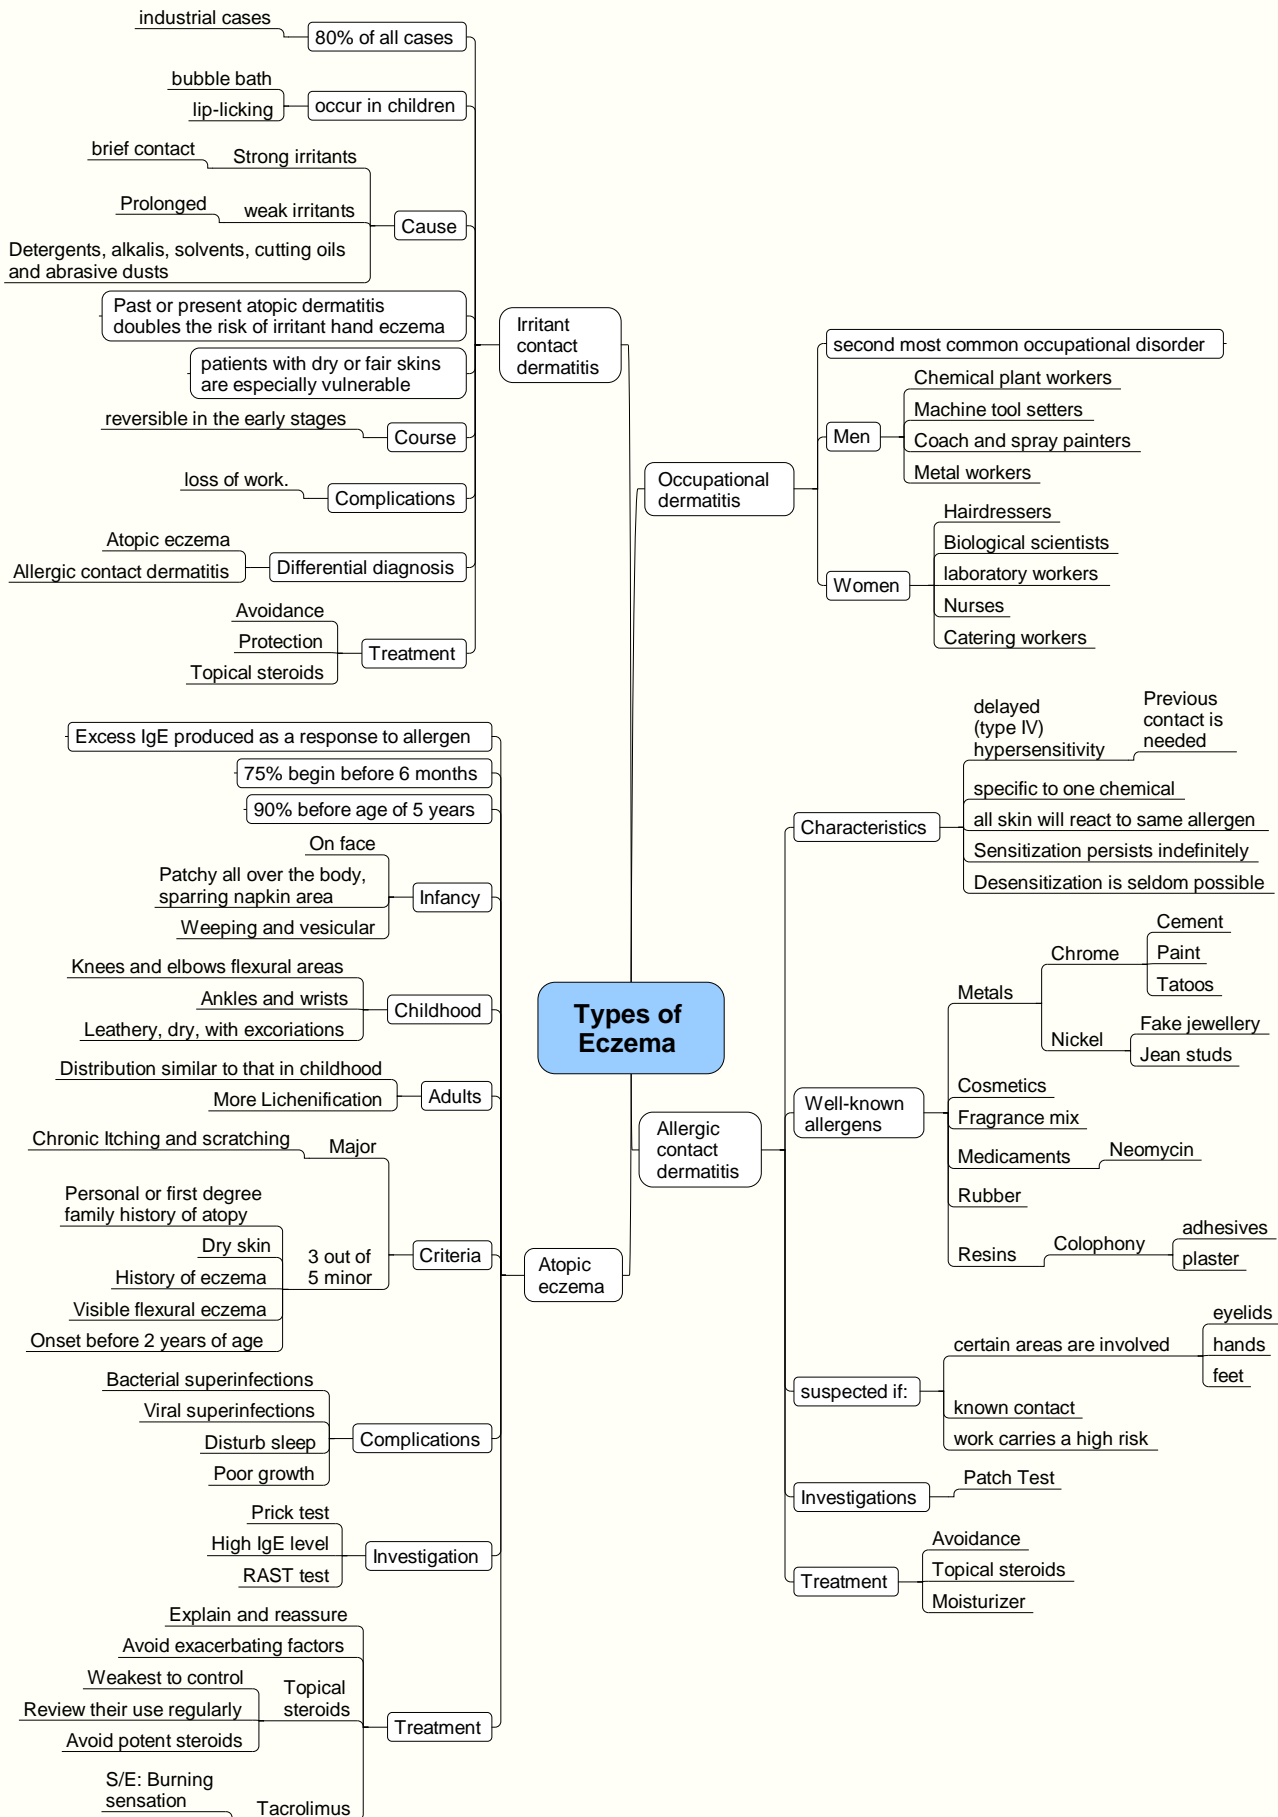 industrial cases
80% of all cases
bubble bath
lip-licking
occur in children
brief contact
Strong irritants
Prolonged
weak irritants
Cause
Detergents, alkalis, solvents, cutting oils
and abrasive dusts
Past or present atopic dermatitis
doubles the risk of irritant hand eczema
patients with dry or fair skins
are especially vulnerable
reversible in the early stages
Course
loss of work.
Complications
Atopic eczema
Allergic contact dermatitis
Differential diagnosis
Avoidance
Protection
Topical steroids
Treatment
Irritant
contact
dermatitis
second most common occupational disorder
Chemical plant workers
Machine tool setters
Coach and spray painters
Metal workers
Men
Hairdressers
Biological scientists
laboratory workers
Nurses
Catering workers
Women
Occupational
dermatitis
Excess IgE produced as a response to allergen
75% begin before 6 months
90% before age of 5 years
On face
Patchy all over the body,
sparring napkin area
Weeping and vesicular
Infancy
Knees and elbows flexural areas
Ankles and wrists
Leathery, dry, with excoriations
Childhood
Distribution similar to that in childhood
More Lichenification
Adults
Chronic Itching and scratching
Major
Personal or first degree
family history of atopy
Dry skin
History of eczema
Visible flexural eczema
Onset before 2 years of age
3 out of
5 minor
Criteria
Bacterial superinfections
Viral superinfections
Disturb sleep
Poor growth
Complications
Prick test
High IgE level
RAST test
Investigation
Explain and reassure
Avoid exacerbating factors
Weakest to control
Review their use regularly
Avoid potent steroids
Topical
steroids
S/E: Burning
sensation
Tacrolimus
Treatment
Atopic
eczema
Types of
Eczema
delayed
(type IV)
hypersensitivity
Previous
contact is
needed
specific to one chemical
all skin will react to same allergen
Sensitization persists indefinitely
Desensitization is seldom possible
Characteristics
Cement
Paint
Tatoos
Chrome
Fake jewellery
Jean studs
Nickel
Metals
Cosmetics
Fragrance mix
Medicaments
Neomycin
Rubber
Resins
Colophony
adhesives
plaster
Well-known
allergens
Allergic
contact
dermatitis
certain areas are involved
eyelids
hands
feet
known contact
work carries a high risk
suspected if:
Investigations
Patch Test
Avoidance
Topical steroids
Moisturizer
Treatment